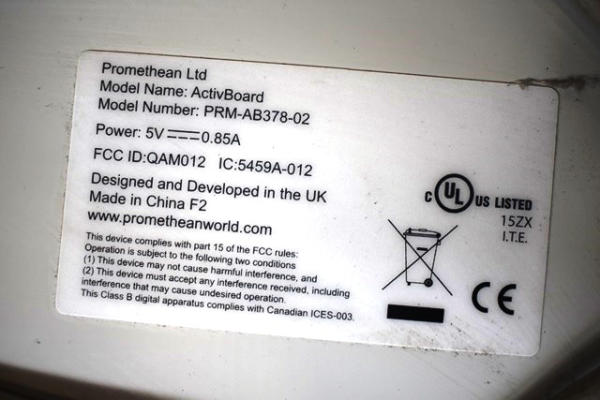 Promethean Ltd
Model Name: ActivBoard
Model Number: PRM-AB378-02
Power: 5V⎓0.85A
FCC ID:QAM012 IC:5459A-012
Designed and Developed in the UK
Made in China F2
www.prometheanworld.com
This device complies with part 15 of the FCC rules:
Operation is subject to the following two conditions
(1) This device may not cause harmful interference, and
(2) This device must accept any interference received, including
interference that may cause undesired operation.
This Class B digital apparatus complies with Canadian ICES-003.
C UL US LISTED
15ZX
I.T.E.
CE